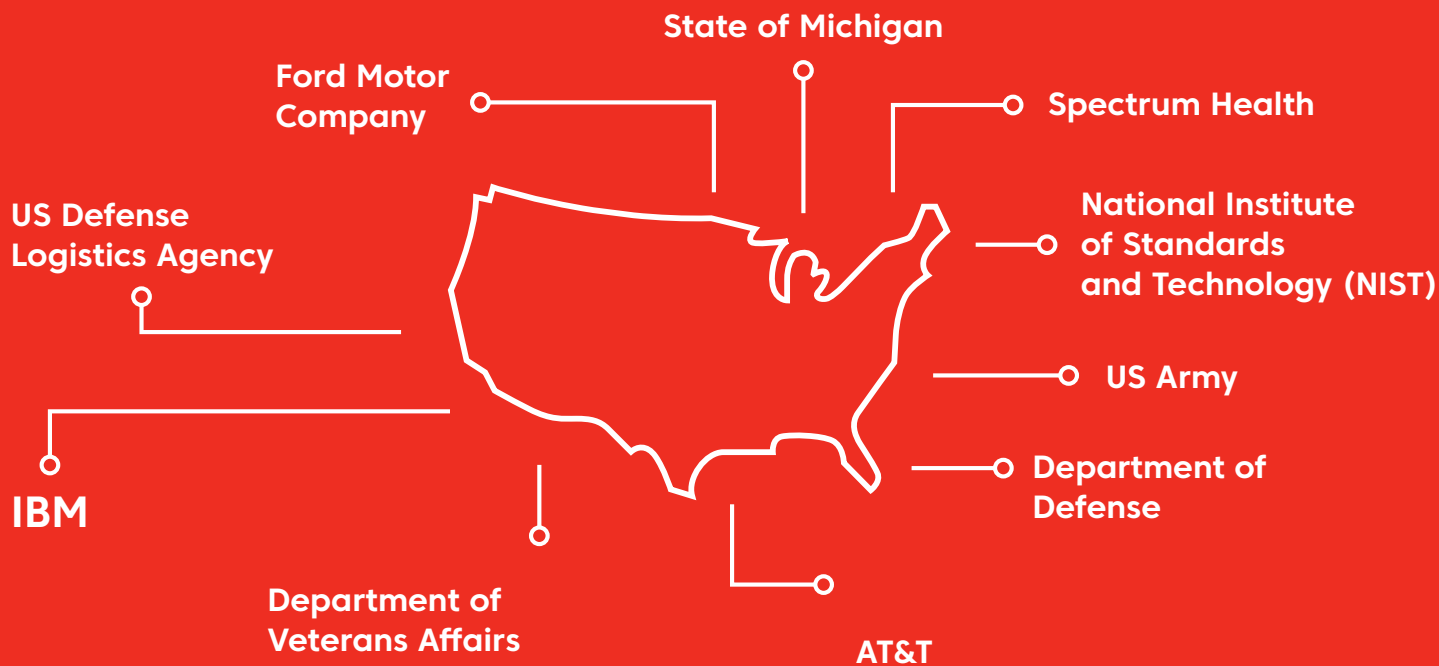 State of Michigan
Ford Motor
Company
Spectrum Health
US Defense
Logistics Agency
National Institute
of Standards
and Technology (NIST)
US Army
IBM
Department of
Defense
Department of
Veterans Affairs
AT&T